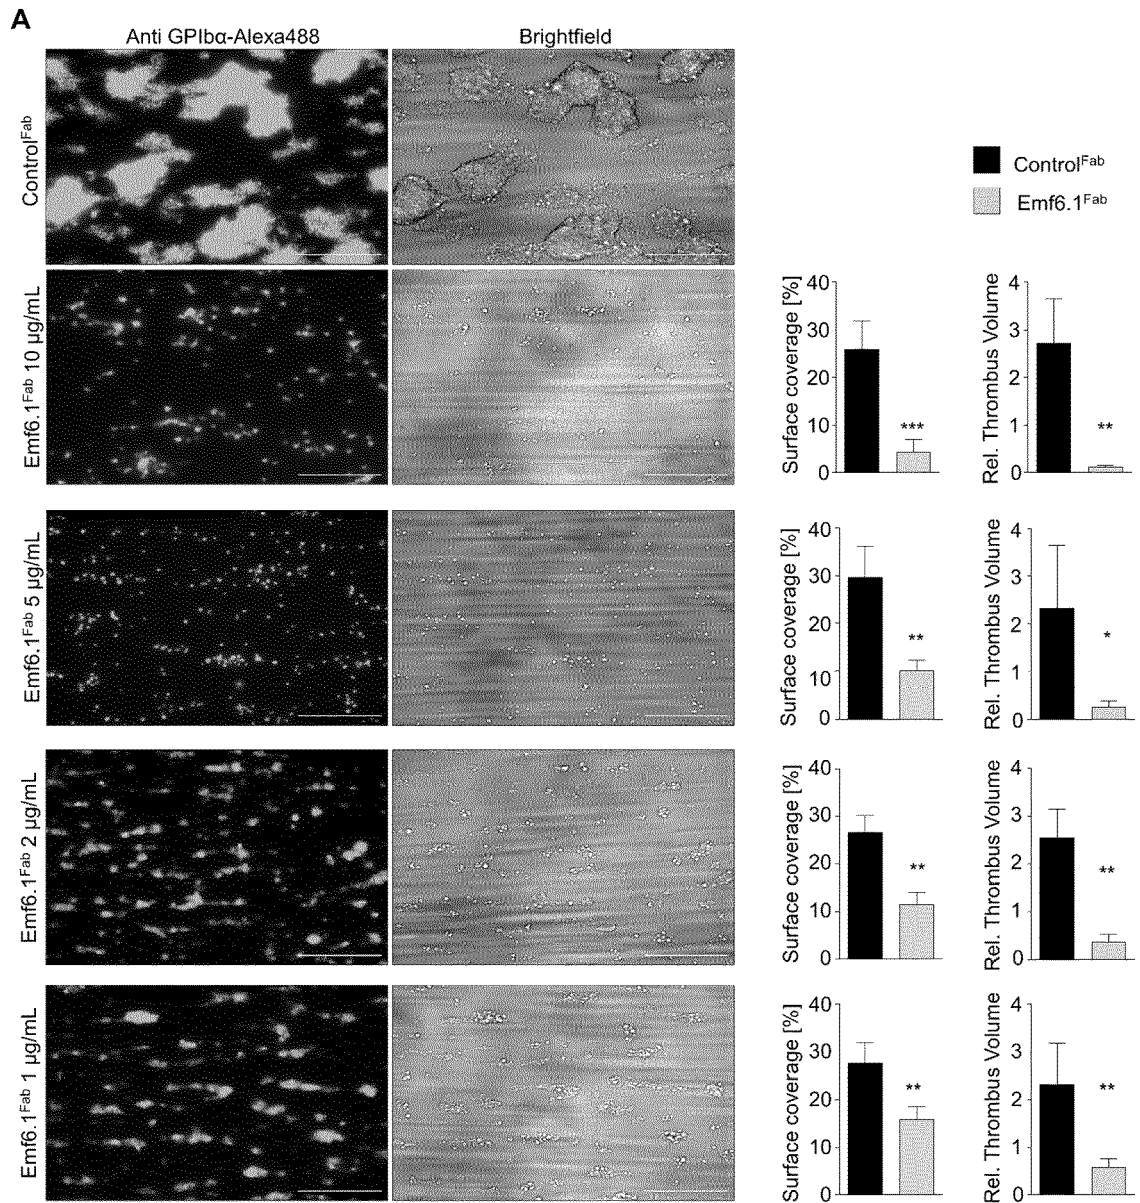 A
Anti GPIbα-Alexa488
Brightfield
Control^Fab
Control^Fab
Emf6.1^Fab
Emf6.1^Fab 10 µg/mL
Surface coverage [%]
40
30
20
10
0
***
Rel. Thrombus Volume
4
3
2
1
0
**
Emf6.1^Fab 5 µg/mL
Surface coverage [%]
40
30
20
10
0
**
Rel. Thrombus Volume
4
3
2
1
0
*
Emf6.1^Fab 2 µg/mL
Surface coverage [%]
40
30
20
10
0
**
Rel. Thrombus Volume
4
3
2
1
0
**
Emf6.1^Fab 1 µg/mL
Surface coverage [%]
40
30
20
10
0
**
Rel. Thrombus Volume
4
3
2
1
0
**